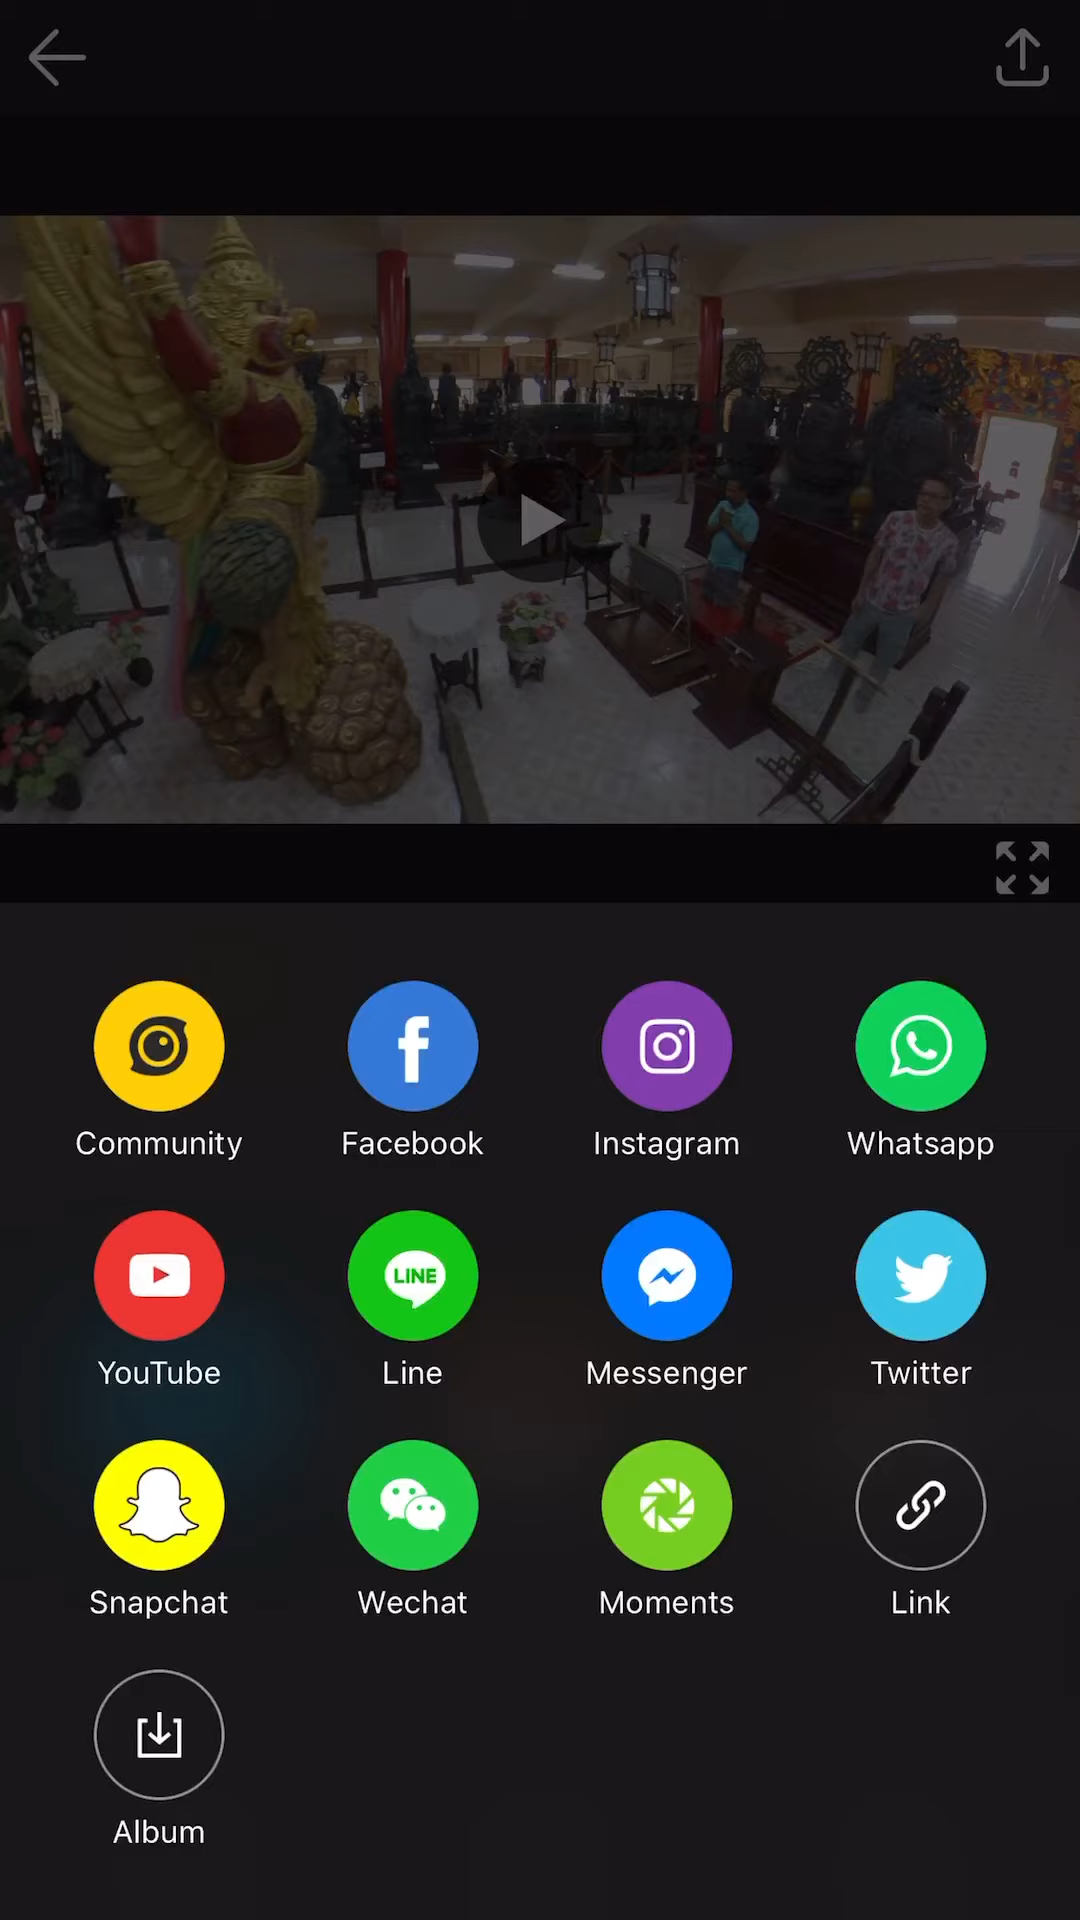 Community Facebook Instagram Whatsapp
LINE
YouTube Line Messenger Twitter
Snapchat Wechat Moments Link
Album